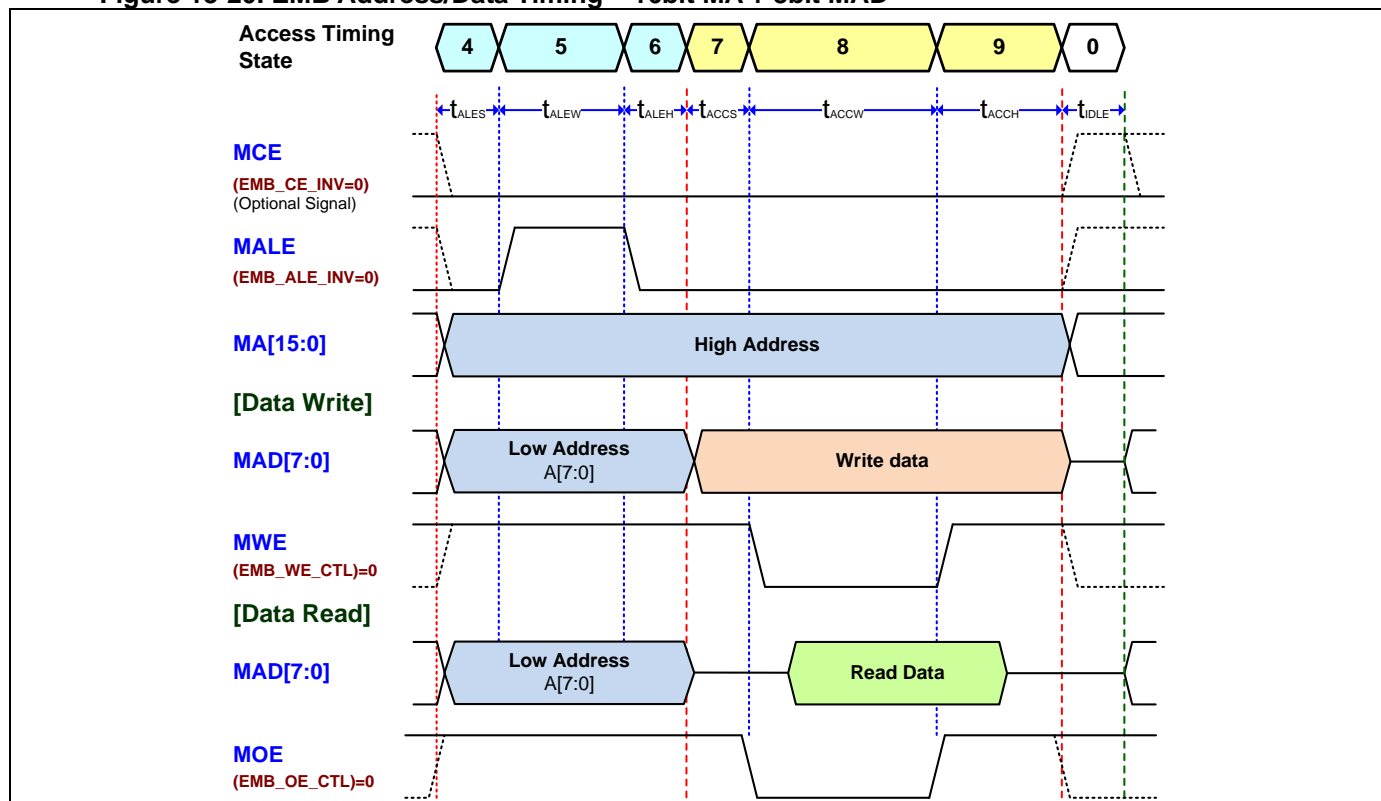 Access Timing
State
4 5 6 7 8 9 0
tALES tALEW tALEH tACCS tACCW tACCH tIDLE
MCE
(EMB_CE_INV=0)
(Optional Signal)
MALE
(EMB_ALE_INV=0)
MA[15:0] High Address
[Data Write]
MAD[7:0] Low Address
A[7:0] Write data
MWE
(EMB_WE_CTL)=0
[Data Read]
MAD[7:0] Low Address
A[7:0] Read Data
MOE
(EMB_OE_CTL)=0